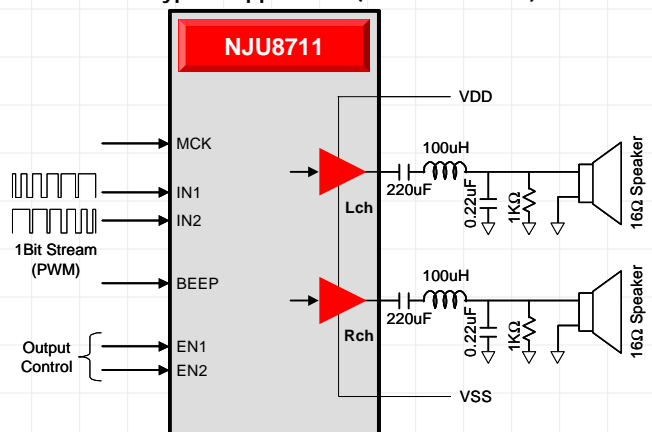 NJU8711
VDD
MCK
100uH
IN1
220uF
0.22uF
1KΩ
16Ω Speaker
IN2
Lch
1Bit Stream
(PWM)
BEEP
100uH
220uF
0.22uF
1KΩ
16Ω Speaker
Rch
Output
Control
EN1
EN2
VSS